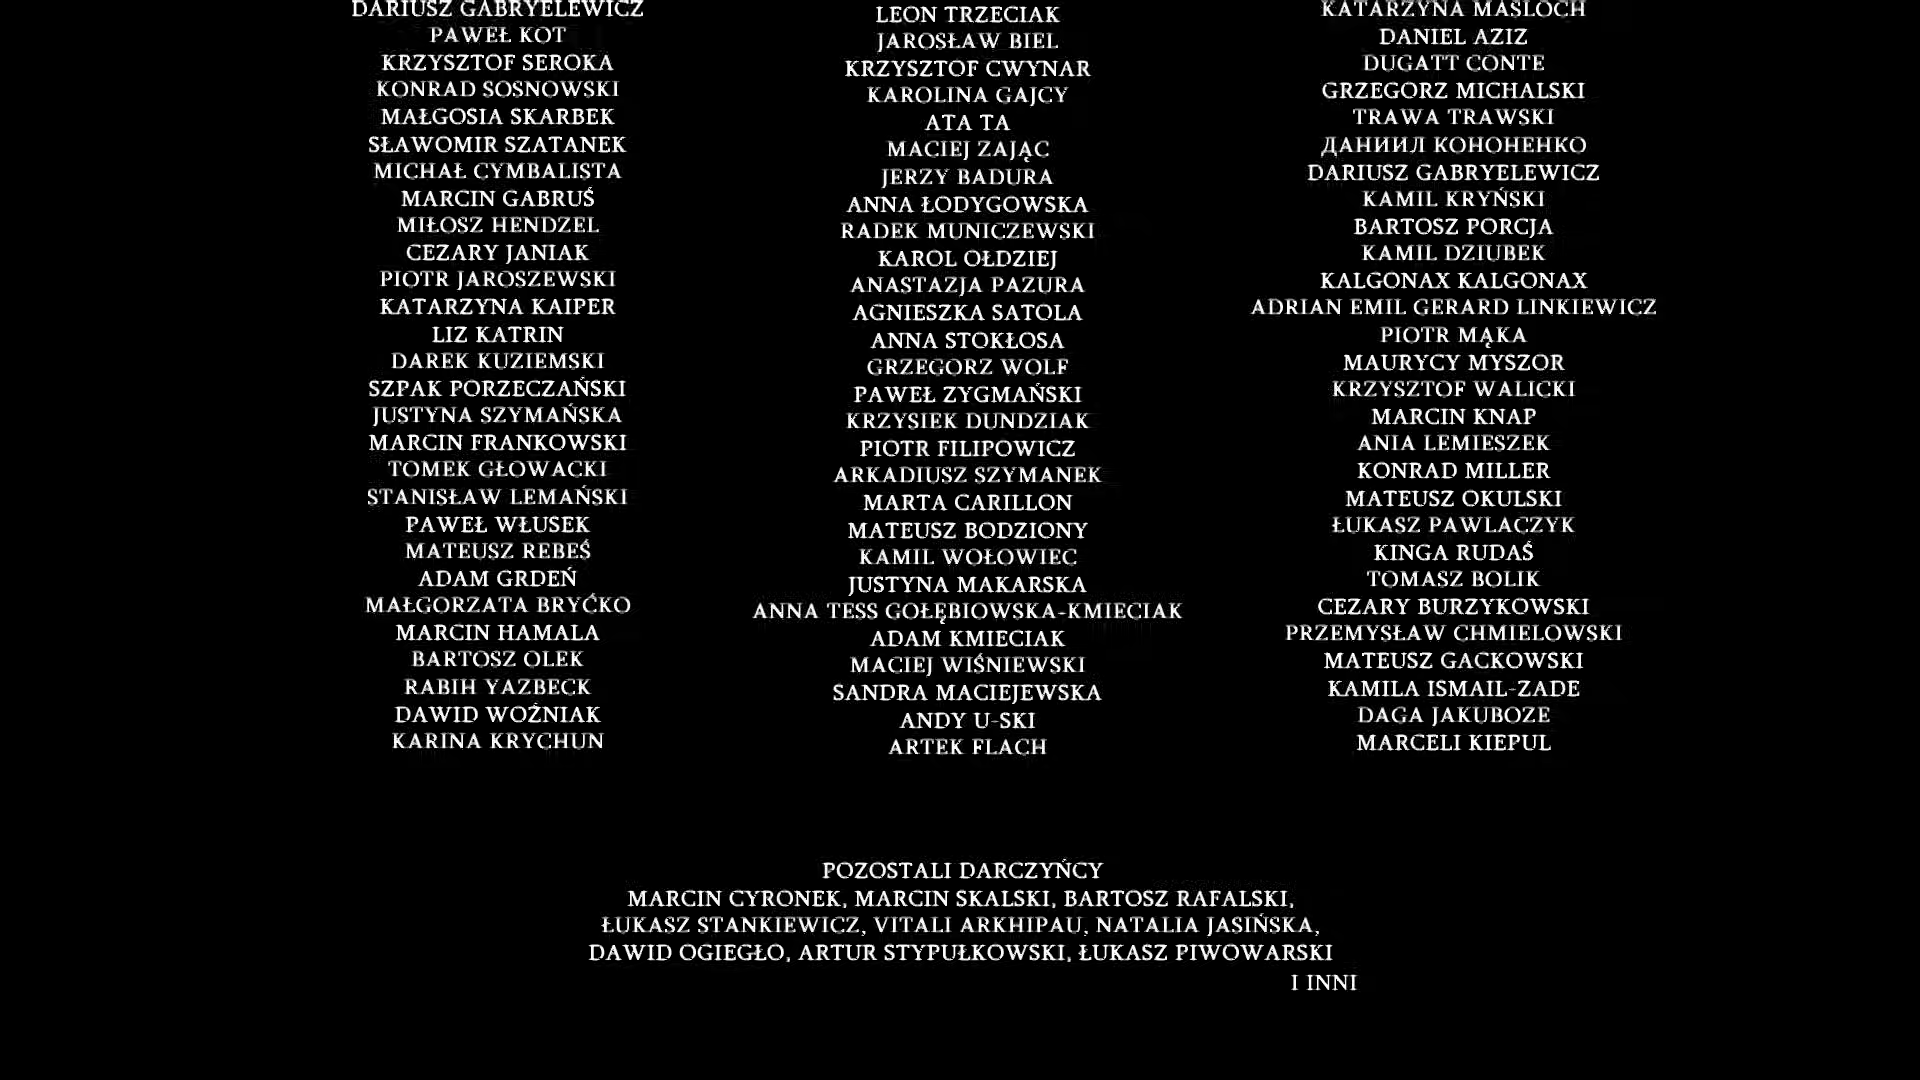 DARIUSZ GABRYELEWICZ
PAWEŁ KOT
KRZYSZTOF SEROKA
KONRAD SOSNOWSKI
MAŁGOSIA SKARBEK
SŁAWOMIR SZATANEK
MICHAŁ CYMBALISTA
MARCIN GABRUŚ
MIŁOSZ HENDZEL
CEZARY JANIAK
PIOTR JAROSZEWSKI
KATARZYNA KAIPER
LIZ KATRIN
DAREK KUZIEMSKI
SZPAK PORZECZAŃSKI
JUSTYNA SZYMAŃSKA
MARCIN FRANKOWSKI
TOMEK GŁOWACKI
STANISŁAW LEMAŃSKI
PAWEŁ WŁUSEK
MATEUSZ REBEŚ
ADAM GRDEŃ
MAŁGORZATA BRYĆKO
MARCIN HAMALA
BARTOSZ OLEK
RABIH YAZBECK
DAWID WOŹNIAK
KARINA KRYCHUN
LEON TRZECIAK
JAROSŁAW BIEL
KRZYSZTOF CWYNAR
KAROLINA GAJCY
ATA TA
MACIEJ ZAJĄC
JERZY BADURA
ANNA ŁODYGOWSKA
RADEK MUNICZEWSKI
KAROL OŁDZIEJ
ANASTAZJA PAZURA
AGNIESZKA SATOLA
ANNA STOKŁOSA
GRZEGORZ WOLF
PAWEŁ ZYGMAŃSKI
KRZYSIEK DUNDZIAK
PIOTR FILIPOWICZ
ARKADIUSZ SZYMANEK
MARTA CARILLON
MATEUSZ BODZIONY
KAMIL WOŁOWIEC
JUSTYNA MAKARSKA
ANNA TESS GOŁĘBIOWSKA-KMIECIAK
ADAM KMIECIAK
MACIEJ WIŚNIEWSKI
SANDRA MACIEJEWSKA
ANDY U-SKI
ARTEK FLACH
KATARZYNA MASLOCH
DANIEL AZIZ
DUGATT CONTE
GRZEGORZ MICHALSKI
TRAWA TRAWSKI
ДАНИИЛ КОНОНЕНКО
DARIUSZ GABRYELEWICZ
KAMIL KRYŃSKI
BARTOSZ PORCJA
KAMIL DZIUBEK
KALGONAX KALGONAX
ADRIAN EMIL GERARD LINKIEWICZ
PIOTR MĄKA
MAURYCY MYSZOR
KRZYSZTOF WALICKI
MARCIN KNAP
ANIA LEMIESZEK
KONRAD MILLER
MATEUSZ OKULSKI
ŁUKASZ PAWLACZYK
KINGA RUDAŚ
TOMASZ BOLIK
CEZARY BURZYKOWSKI
PRZEMYSŁAW CHMIELOWSKI
MATEUSZ GACKOWSKI
KAMILA ISMAIL-ZADE
DAGA JAKUBOZE
MARCELI KIEPUL
POZOSTALI DARCZYŃCY
MARCIN CYRONEK, MARCIN SKALSKI, BARTOSZ RAFALSKI,
ŁUKASZ STANKIEWICZ, VITALI ARKHIPAU, NATALIA JASIŃSKA,
DAWID OGIEGŁO, ARTUR STYPUŁKOWSKI, ŁUKASZ PIWOWARSKI
I INNI